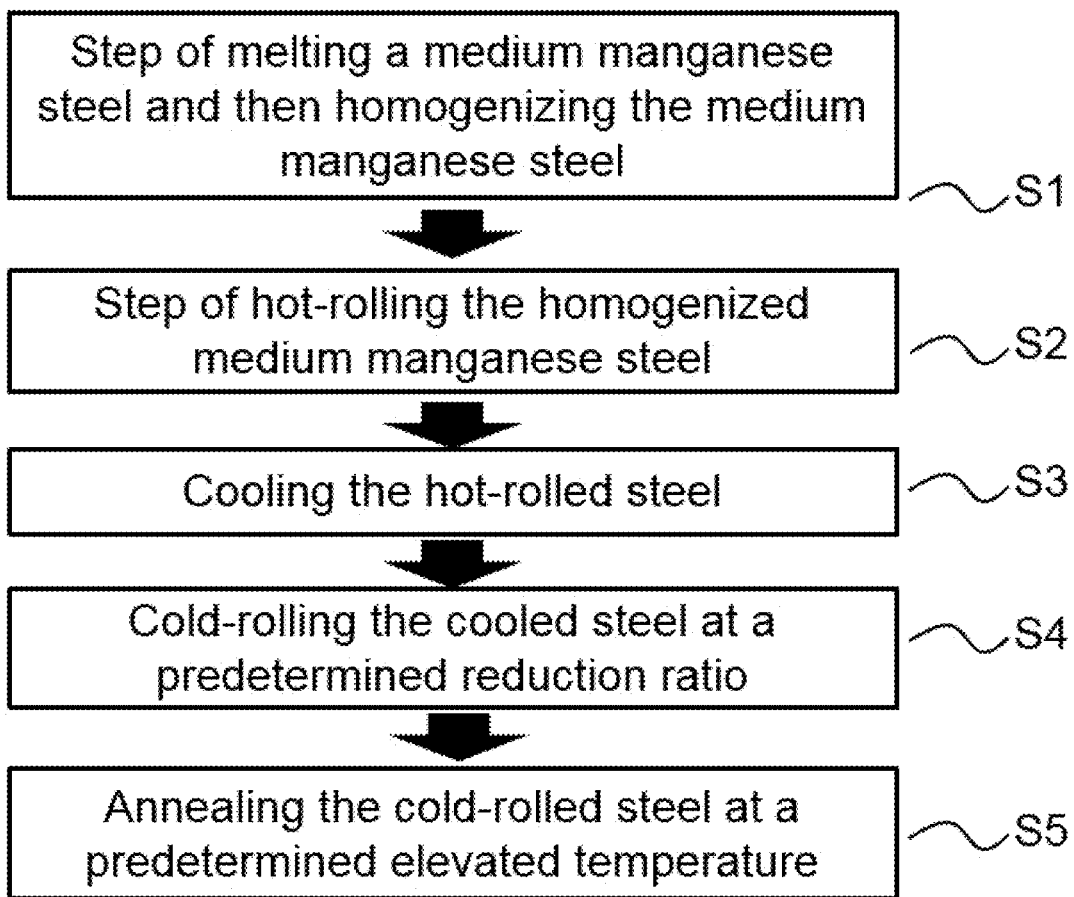 Step of melting a medium manganese
steel and then homogenizing the medium
manganese steel
S1
Step of hot-rolling the homogenized
medium manganese steel
S2
Cooling the hot-rolled steel
S3
Cold-rolling the cooled steel at a
predetermined reduction ratio
S4
Annealing the cold-rolled steel at a
predetermined elevated temperature
S5